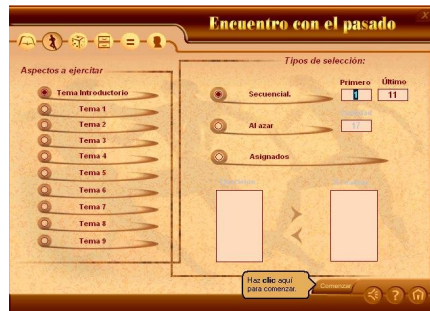 Encuentro con el pasado
X
Aspectos a ejercitar
Tema Introductorio
Tema 1
Tema 2
Tema 3
Tema 4
Tema 5
Tema 6
Tema 7
Tema 8
Tema 9
Tipos de selección:
Primero Último
Secuencial. 1 11
Al azar 17
Asignados
Haz clic aquí
para comenzar.
Comenzar
?